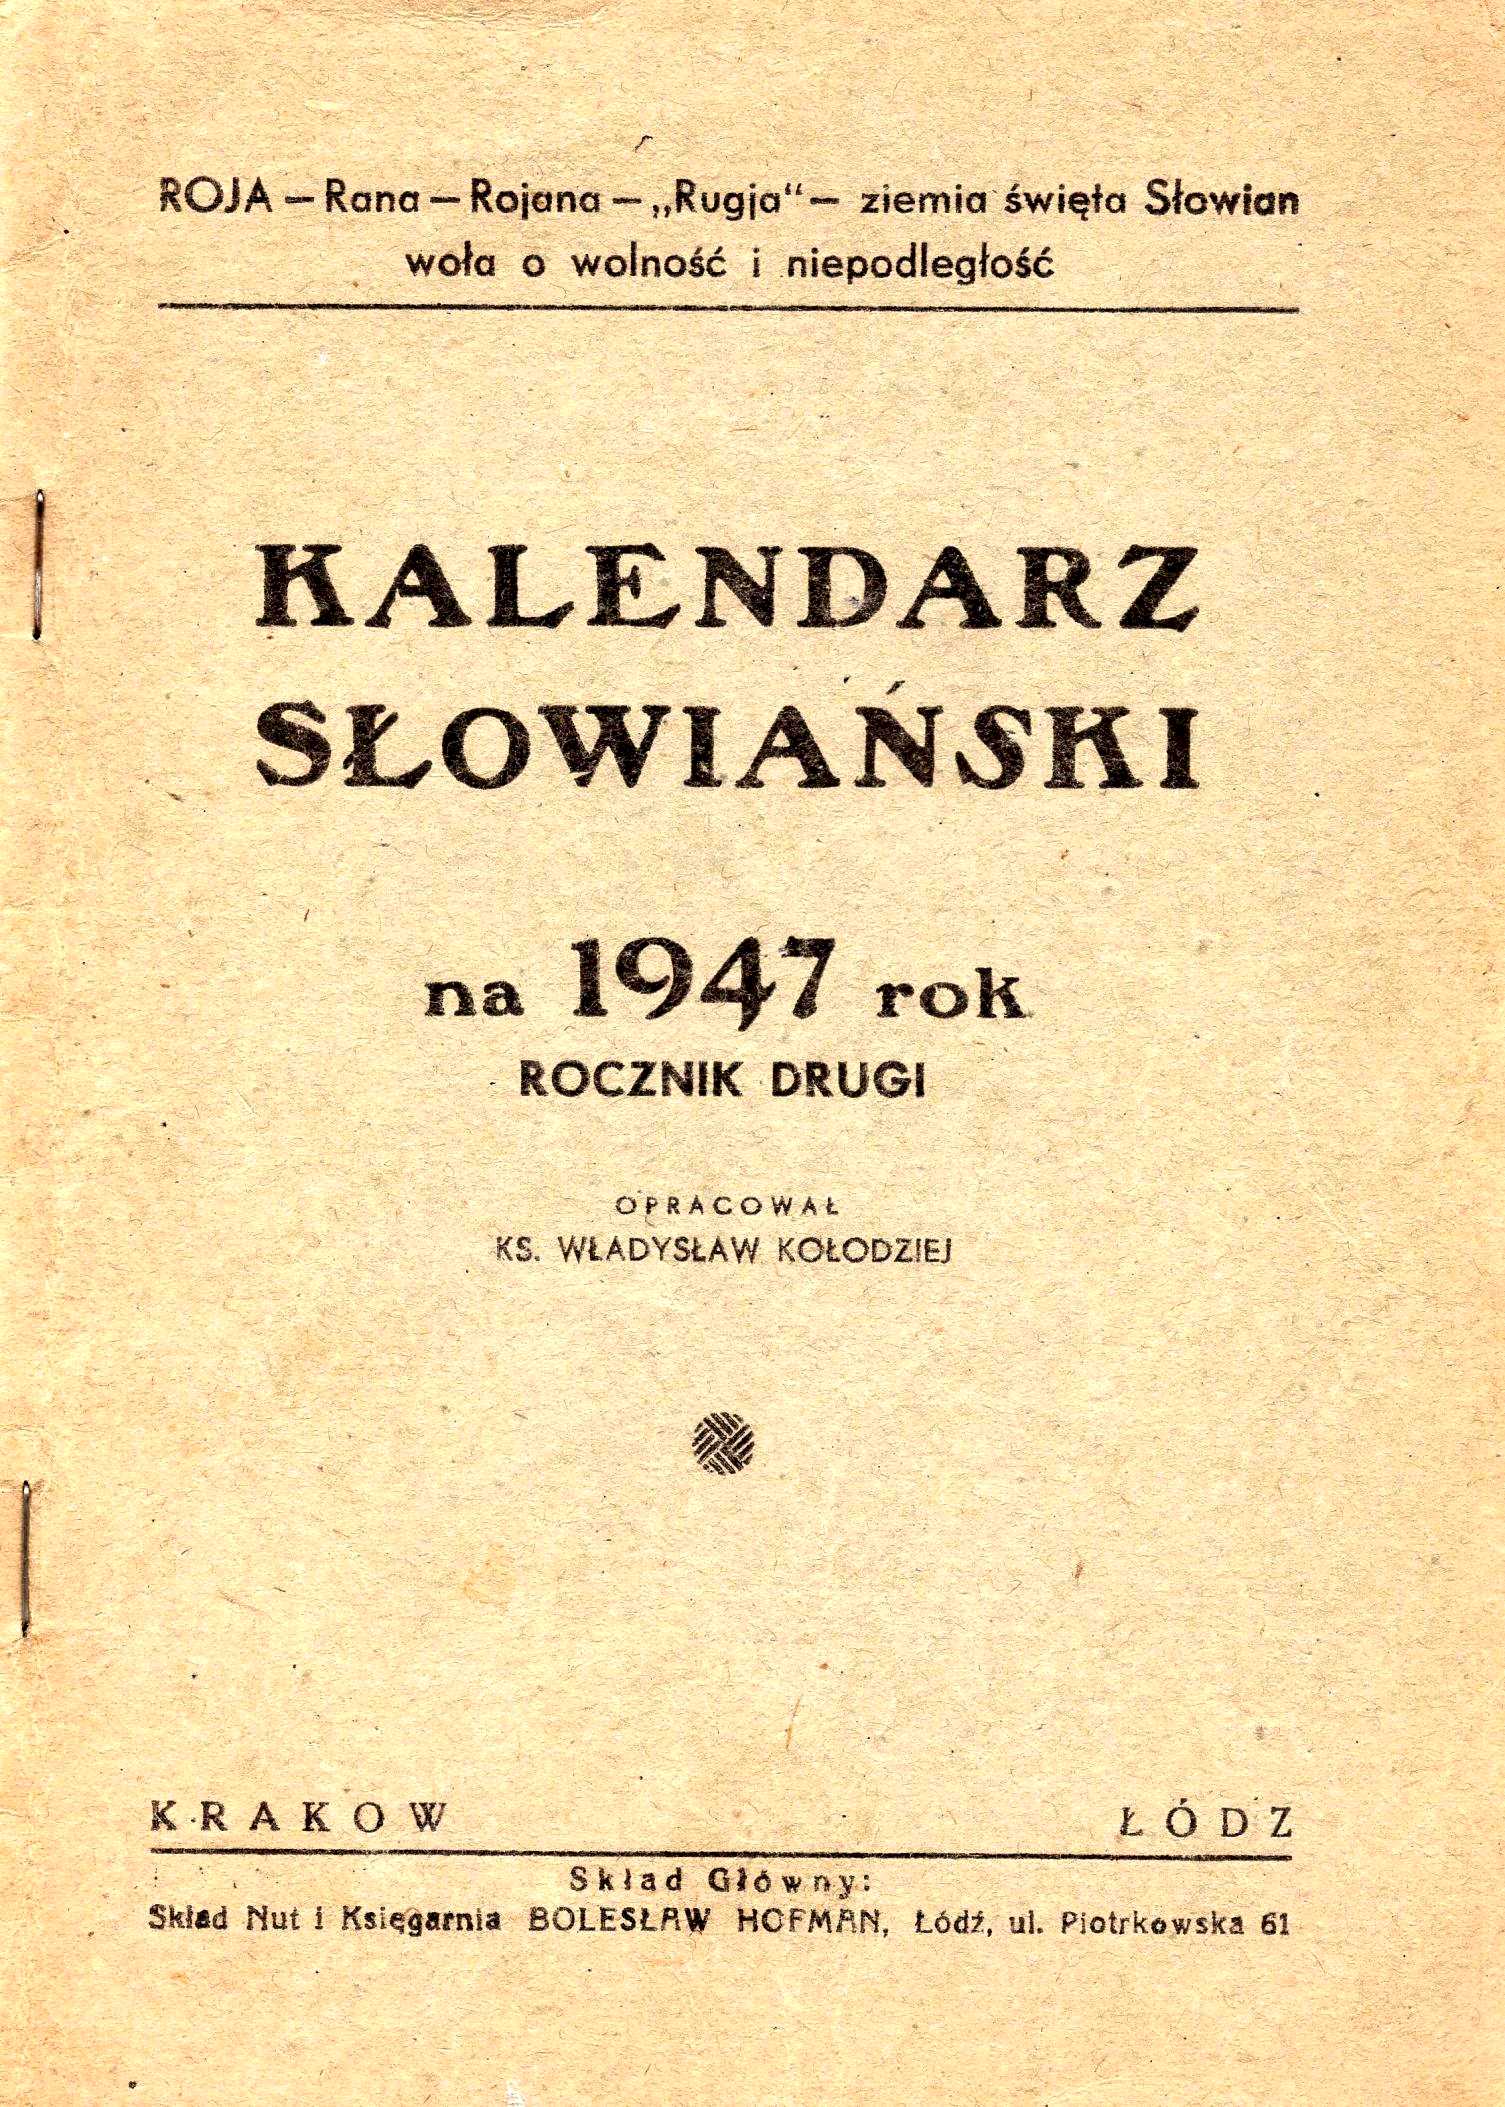 ROJA — Rana — Rojana — „Rugja“ — ziemia święta Słowian
woła o wolność i niepodległość
KALENDARZ
SŁOWIAŃSKI
na 1947 rok
ROCZNIK DRUGI
OPRACOWAŁ
KS. WŁADYSŁAW KOŁODZIEJ
KRAKOW ŁÓDZ
Skład Główny:
Skład Nut i Księgarnia BOLESŁAW HOFMAN, Łódź, ul. Piotrkowska 61